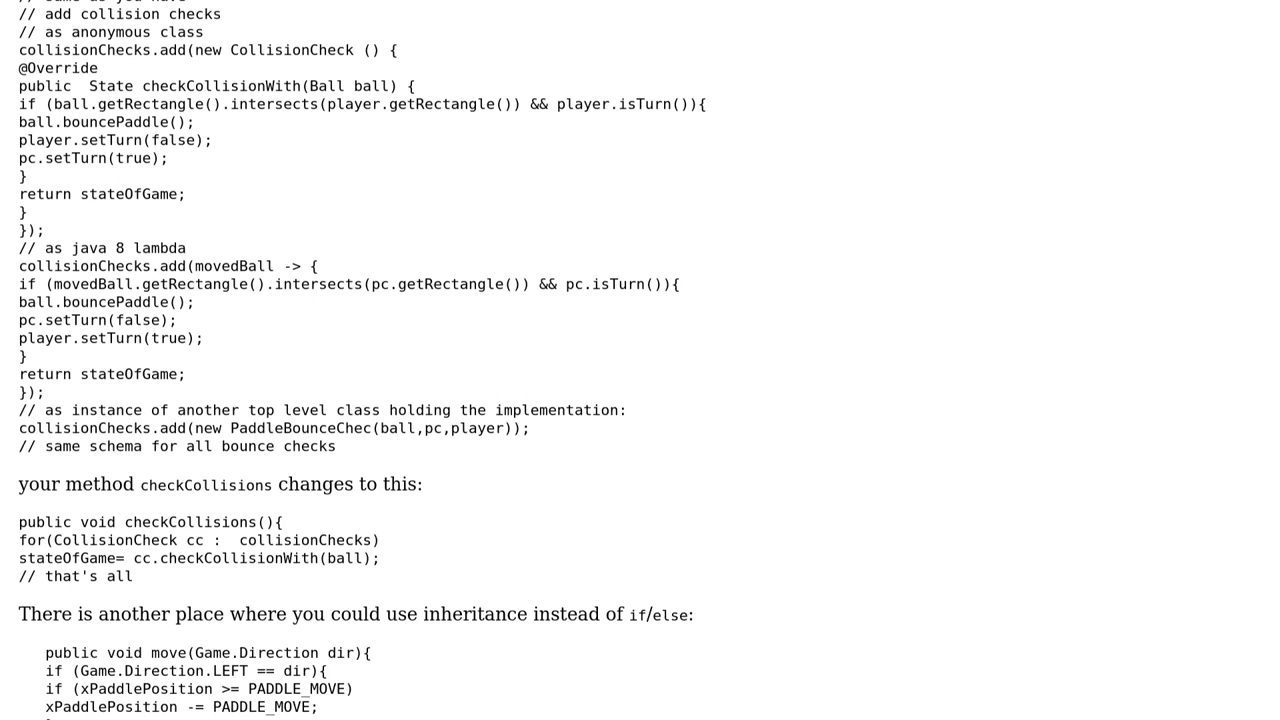 // add collision checks
// as anonymous class
collisionChecks.add(new CollisionCheck () {
@Override
public  State checkCollisionWith(Ball ball) {
if (ball.getRectangle().intersects(player.getRectangle()) && player.isTurn()){
ball.bouncePaddle();
player.setTurn(false);
pc.setTurn(true);
}
return stateOfGame;
}
});
// as java 8 lambda
collisionChecks.add(movedBall -> {
if (movedBall.getRectangle().intersects(pc.getRectangle()) && pc.isTurn()){
ball.bouncePaddle();
pc.setTurn(false);
player.setTurn(true);
}
return stateOfGame;
});
// as instance of another top level class holding the implementation:
collisionChecks.add(new PaddleBounceChec(ball,pc,player));
// same schema for all bounce checks
your method checkCollisions changes to this:
public void checkCollisions(){
for(CollisionCheck cc :  collisionChecks)
stateOfGame= cc.checkCollisionWith(ball);
// that's all
There is another place where you could use inheritance instead of if/else:
public void move(Game.Direction dir){
if (Game.Direction.LEFT == dir){
if (xPaddlePosition >= PADDLE_MOVE)
xPaddlePosition -= PADDLE_MOVE;